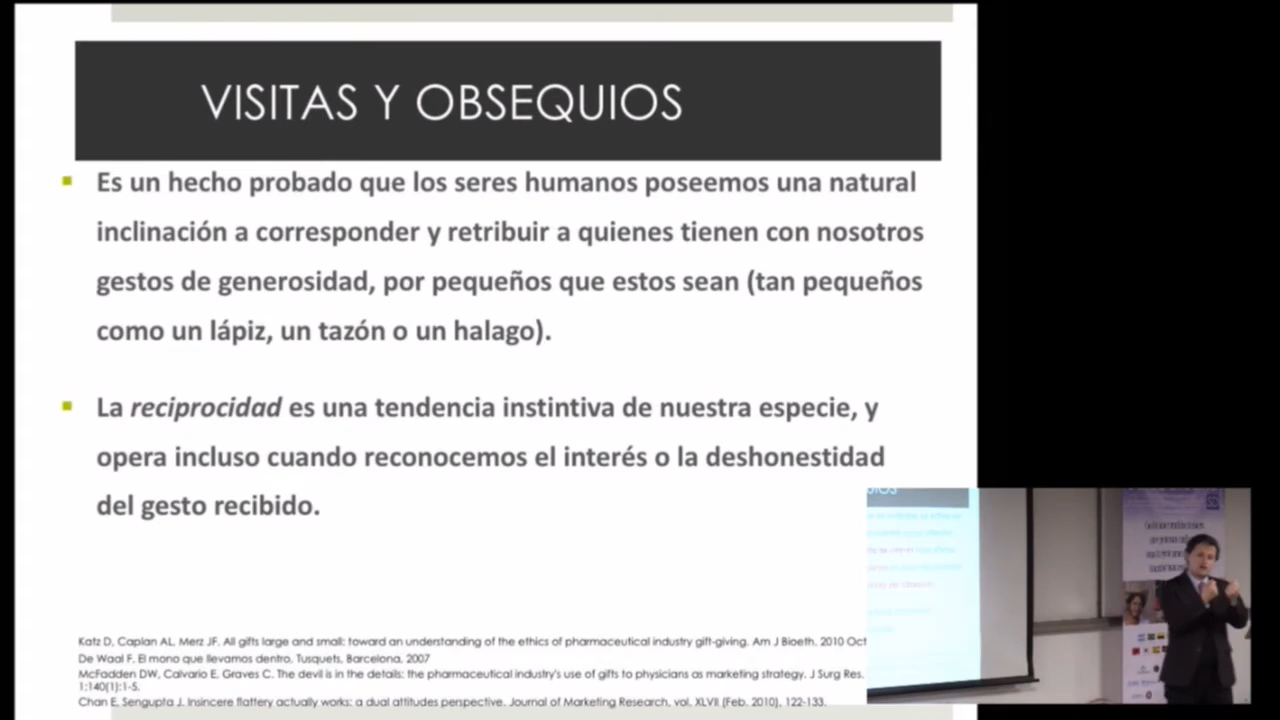 VISITAS Y OBSEQUIOS
Es un hecho probado que los seres humanos poseemos una natural
inclinación a corresponder y retribuir a quienes tienen con nosotros
gestos de generosidad, por pequeños que estos sean (tan pequeños
como un lápiz, un tazón o un halago).
La reciprocidad es una tendencia instintiva de nuestra especie, y
opera incluso cuando reconocemos el interés o la deshonestidad
del gesto recibido.
Katz D, Caplan AL, Merz JF. All gifts large and small: toward an understanding of the ethics of pharmaceutical industry gift-giving. Am J Bioeth. 2010 Oct
De Waal F. El mono que llevamos dentro, Tusquets, Barcelona, 2007
McFadden DW, Calvario E, Graves C. The devil is in the details: the pharmaceutical industry's use of gifts to physicians as marketing strategy. J Surg Res.
1;140(1):1-5.
Chan E, Sengupta J. Insincere flattery actually works: a dual attitudes perspective. Journal of Marketing Research, vol. XLVII (Feb. 2010), 122-133.